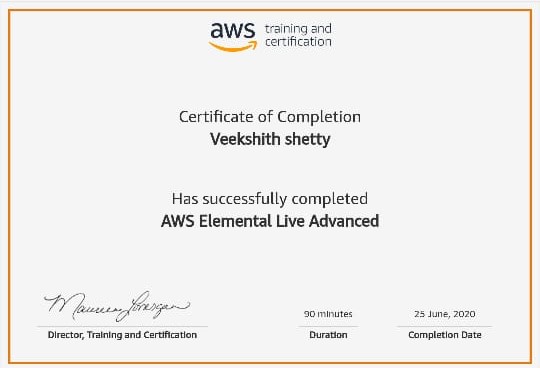 aws training and
certification
Certificate of Completion
Veekshith shetty
Has successfully completed
AWS Elemental Live Advanced
Maureen Lonergan
90 minutes
25 June, 2020
Director, Training and Certification
Duration
Completion Date